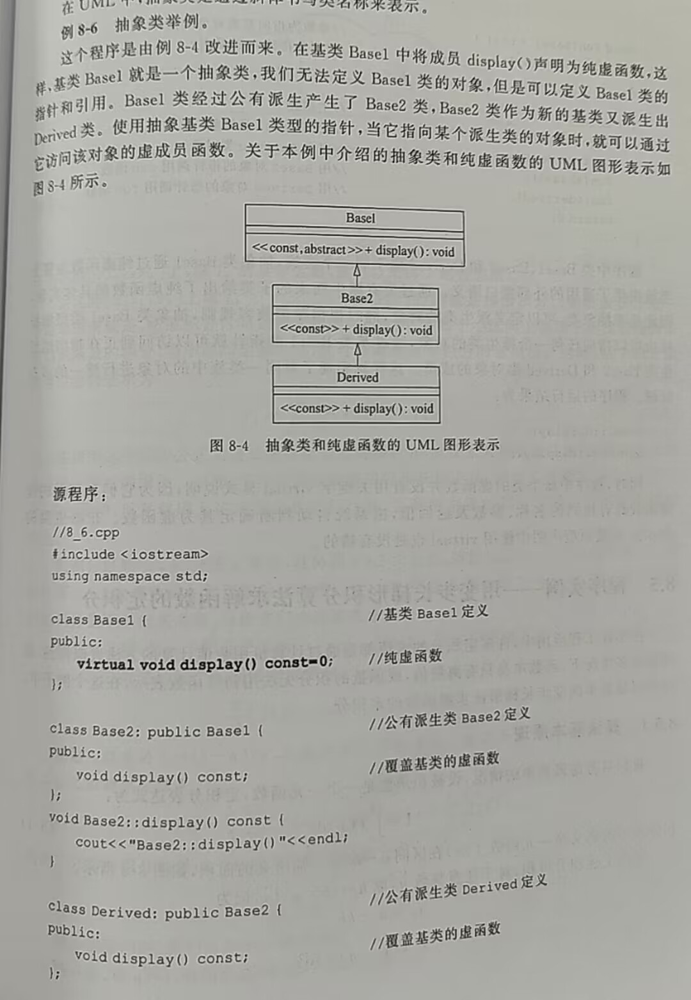 在 UML 中,抽象类是通过斜体书写类名称来表示。
例 8-6 抽象类举例。
这个程序是由例 8-4 改进而来。在基类 Base1 中将成员 display()声明为纯虚函数,这
样,基类 Base1 就是一个抽象类,我们无法定义 Base1 类的对象,但是可以定义 Base1 类的
指针和引用。Base1 类经过公有派生产生了 Base2 类,Base2 类作为新的基类又派生出
Derived 类。使用抽象基类 Base1 类型的指针,当它指向某个派生类的对象时,就可以通过
它访问该对象的虚成员函数。关于本例中介绍的抽象类和纯虚函数的 UML 图形表示如
图 8-4 所示。
Base1
<<const,abstract>>+ display(): void
Base2
<<const>> + display(): void
Derived
<<const>> + display(): void
图 8-4 抽象类和纯虚函数的 UML 图形表示
源程序:
//8_6.cpp
#include <iostream>
using namespace std;
class Base1 { //基类 Base1 定义
public:
virtual void display() const=0; //纯虚函数
};
class Base2: public Base1 { //公有派生类 Base2 定义
public:
void display() const; //覆盖基类的虚函数
};
void Base2::display() const {
cout<<"Base2::display()"<<endl;
}
class Derived: public Base2 { //公有派生类 Derived 定义
public:
void display() const; //覆盖基类的虚函数
};